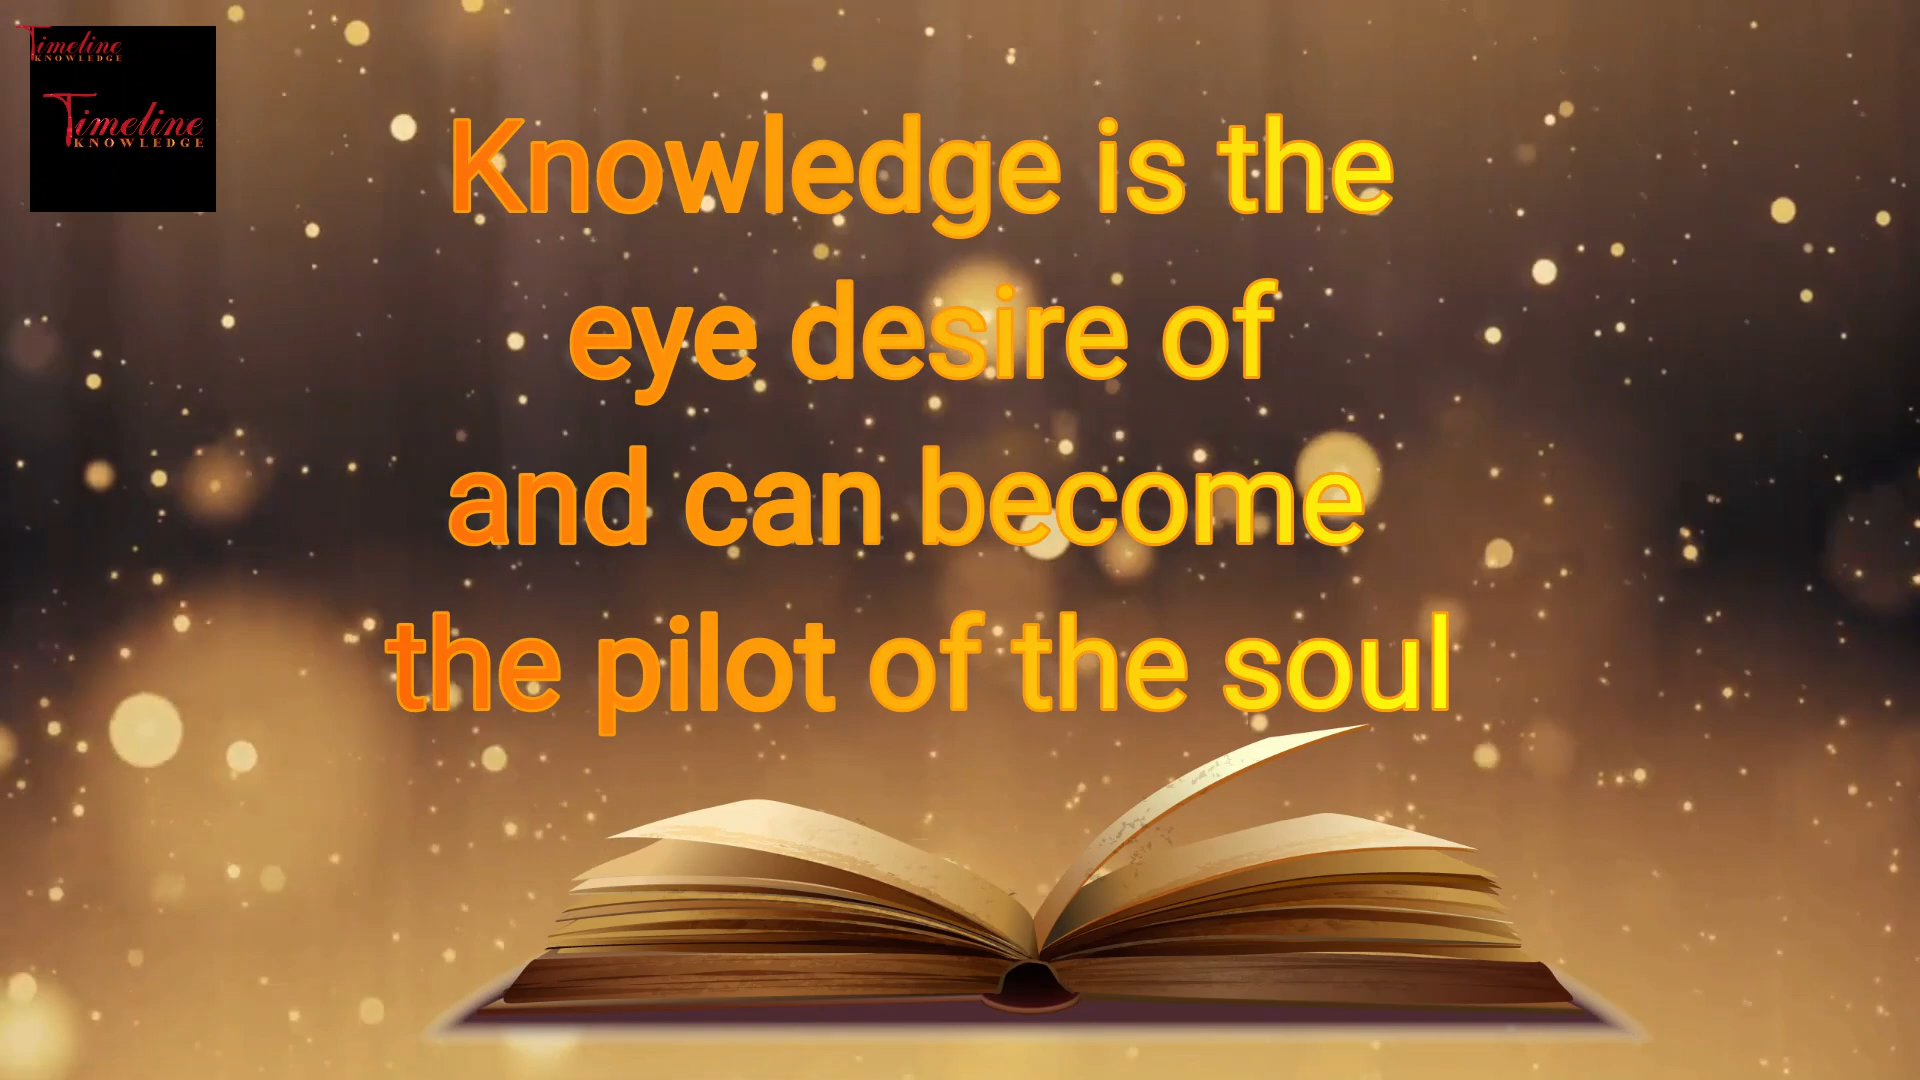 Timeline
KNOWLEDGE
Timeline
KNOWLEDGE
Knowledge is the
eye desire of
and can become
the pilot of the soul